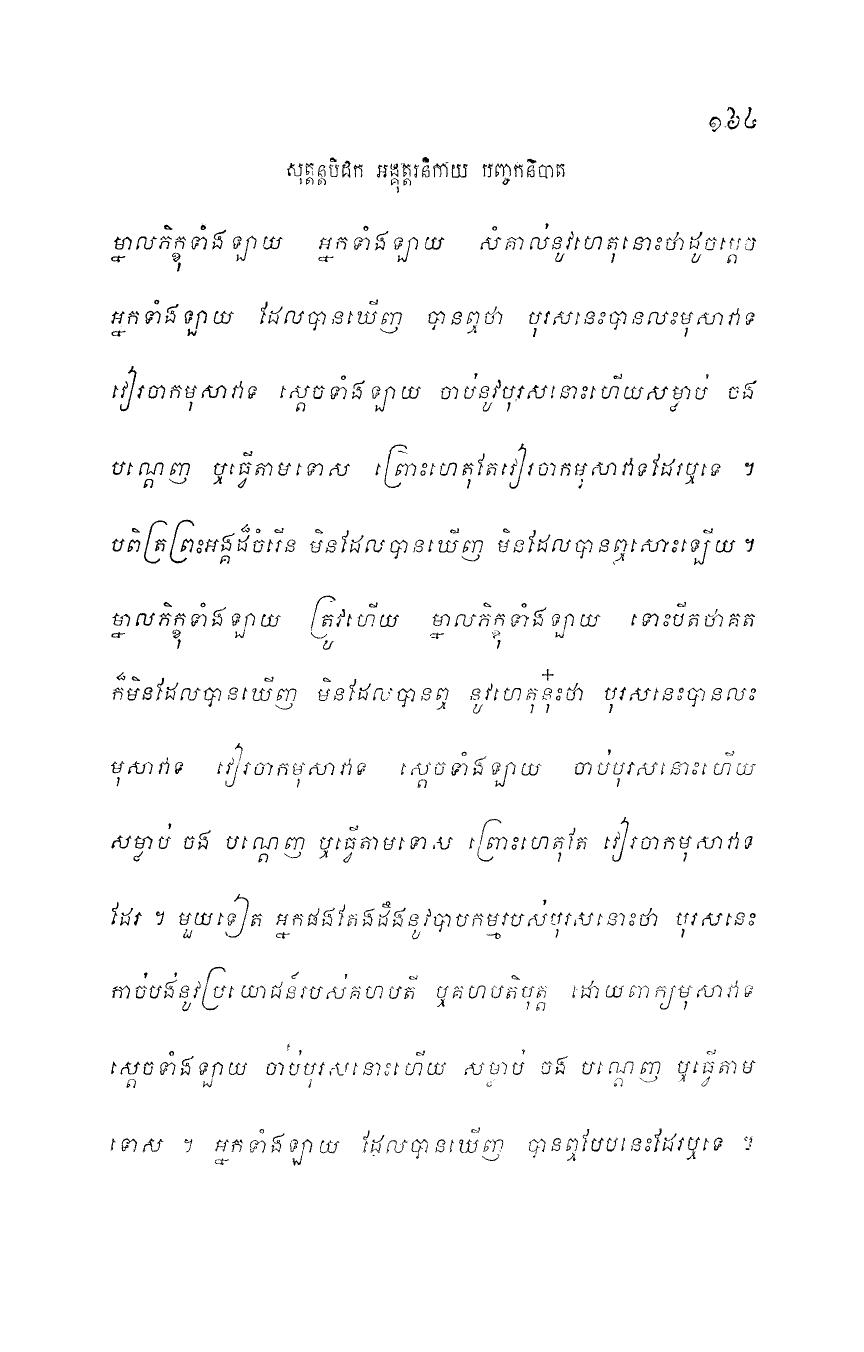 ១៦៤
សុត្តន្តបិដក អង្គុត្តរនិកាយ បញ្ចកនិបាត
ម្នាលភិក្ខុទាំងឡាយ អ្នកទាំងឡាយ សំគាល់នូវហេតុនោះថាដូចម្តេច
អ្នកទាំងឡាយ ដែលបានឃើញ បានឮថា បុរសនេះបានលះមុសាវាទ
វៀរចាកមុសាវាទ ស្តេចទាំងឡាយ ចាប់នូវបុរសនោះហើយសម្លាប់ ចង
បណ្តេញ ឬធ្វើតាមទោស ព្រោះហេតុតែវៀរចាកមុសាវាទដែរឬទេ ។
បពិត្រព្រះអង្គដ៏ចំរើន មិនដែលបានឃើញ មិនដែលបានឮសោះឡើយ ។
ម្នាលភិក្ខុទាំងឡាយ ត្រូវហើយ ម្នាលភិក្ខុទាំងឡាយ ទោះបីតថាគត
ក៏មិនដែលបានឃើញ មិនដែលបានឮ នូវហេតុនុ៎ះថា បុរសនេះបានលះ
មុសាវាទ វៀរចាកមុសាវាទ ស្តេចទាំងឡាយ ចាប់បុរសនោះហើយ
សម្លាប់ ចង បណ្តេញ ឬធ្វើតាមទោស ព្រោះហេតុតែ វៀរចាកមុសាវាទ
ដែរ ។ មួយទៀត អ្នកផងតែងដឹងនូវបាបកម្មរបស់បុរសនោះថា បុរសនេះ
កាច់បង់នូវប្រយោជន៍របស់គហបតី ឬគហបតិបុត្ត ដោយពាក្យមុសាវាទ
ស្តេចទាំងឡាយ ចាប់បុរសនោះហើយ សម្លាប់ ចង បណ្តេញ ឬធ្វើតាម
ទោស ។ អ្នកទាំងឡាយ ដែលបានឃើញ បានឮបែបនេះដែរឬទេ ។